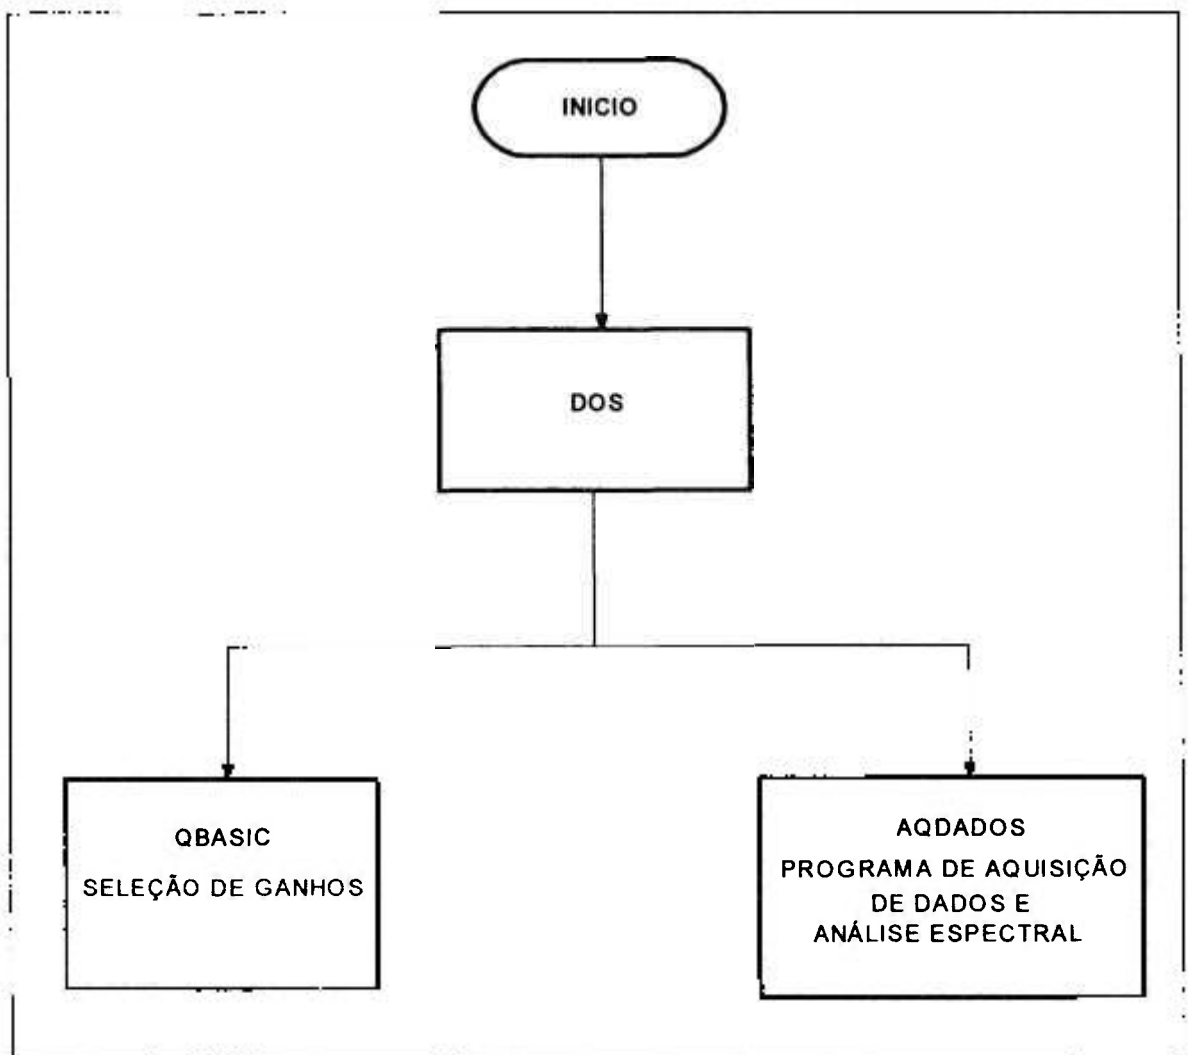 INICIO
DOS
QBASIC
SELEÇÃO DE GANHOS
AQDADOS
PROGRAMA DE AQUISIÇÃO
DE DADOS E
ANÁLISE ESPECTRAL